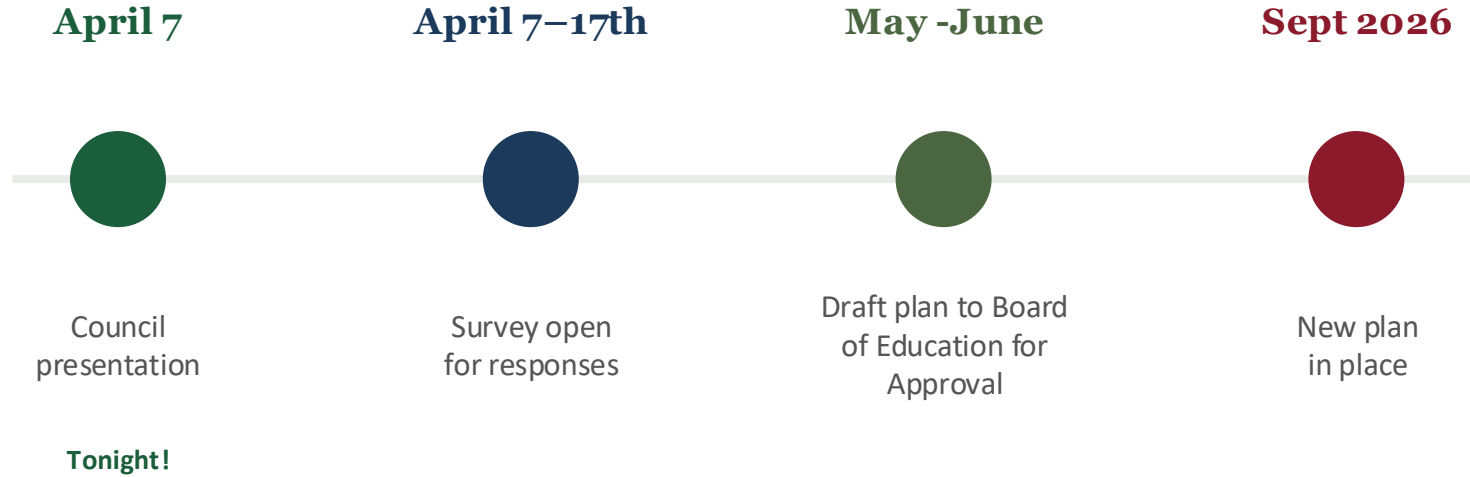 April 7
April 7–17th
May -June
Sept 2026
Council
presentation
Survey open
for responses
Draft plan to Board
of Education for
Approval
New plan
in place
Tonight!